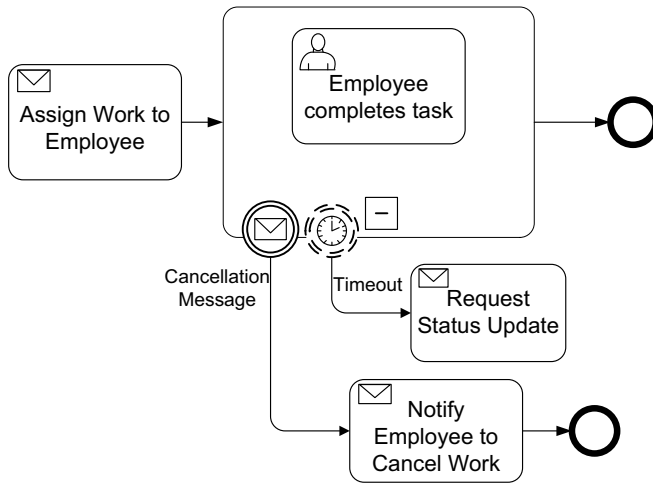 Employee
completes task
Assign Work to
Employee
Cancellation
Message
Timeout
Request
Status Update
Notify
Employee to
Cancel Work